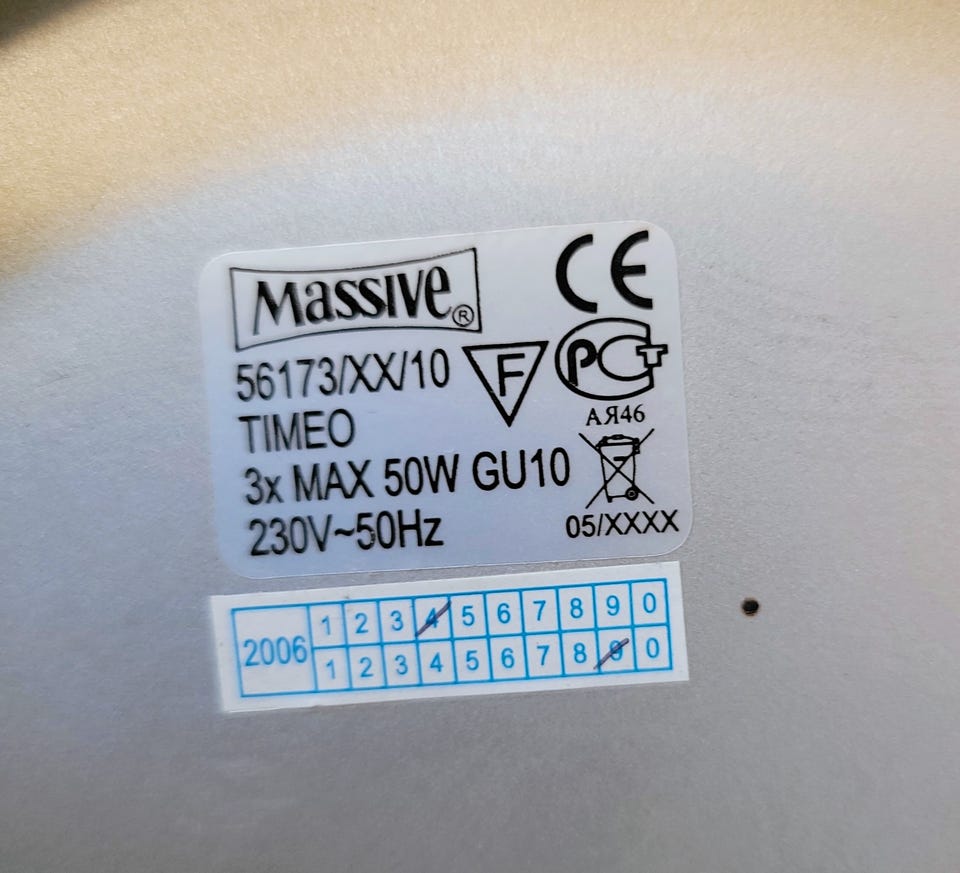 Massive®
CE
56173/XX/10
F
PCT
TIMEO
АЯ46
3x MAX 50W GU10
230V~50Hz
05/XXXX
2006
1 2 3 4 5 6 7 8 9 0
1 2 3 4 5 6 7 8 9 0